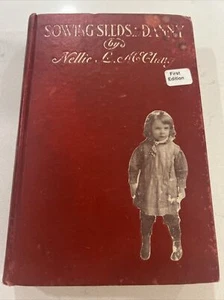 SOWING SEEDS IN DANNY
by
Nellie L. McClung
First
Edition